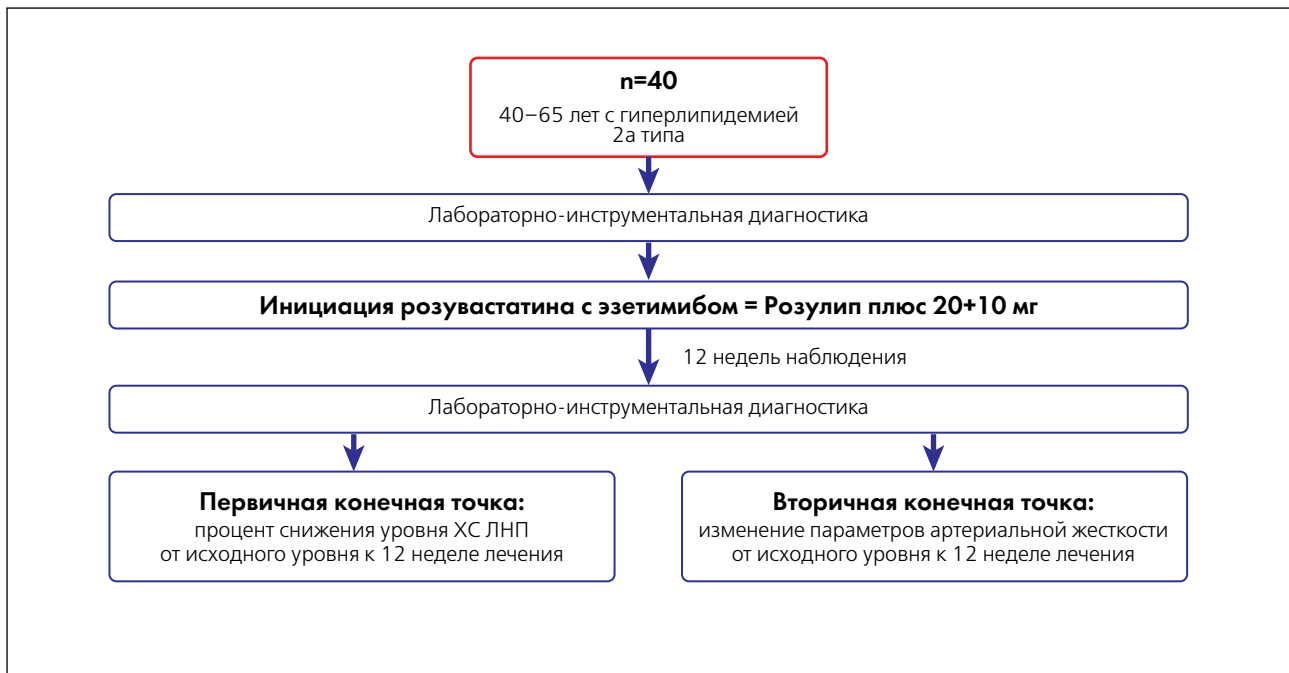 n=40
40–65 лет с гиперлипидемией
2а типа
Лабораторно-инструментальная диагностика
Инициация розувастатина с эзетимибом = Розулип плюс 20+10 мг
12 недель наблюдения
Лабораторно-инструментальная диагностика
Первичная конечная точка:
процент снижения уровня ХС ЛНП
от исходного уровня к 12 неделе лечения
Вторичная конечная точка:
изменение параметров артериальной жесткости
от исходного уровня к 12 неделе лечения